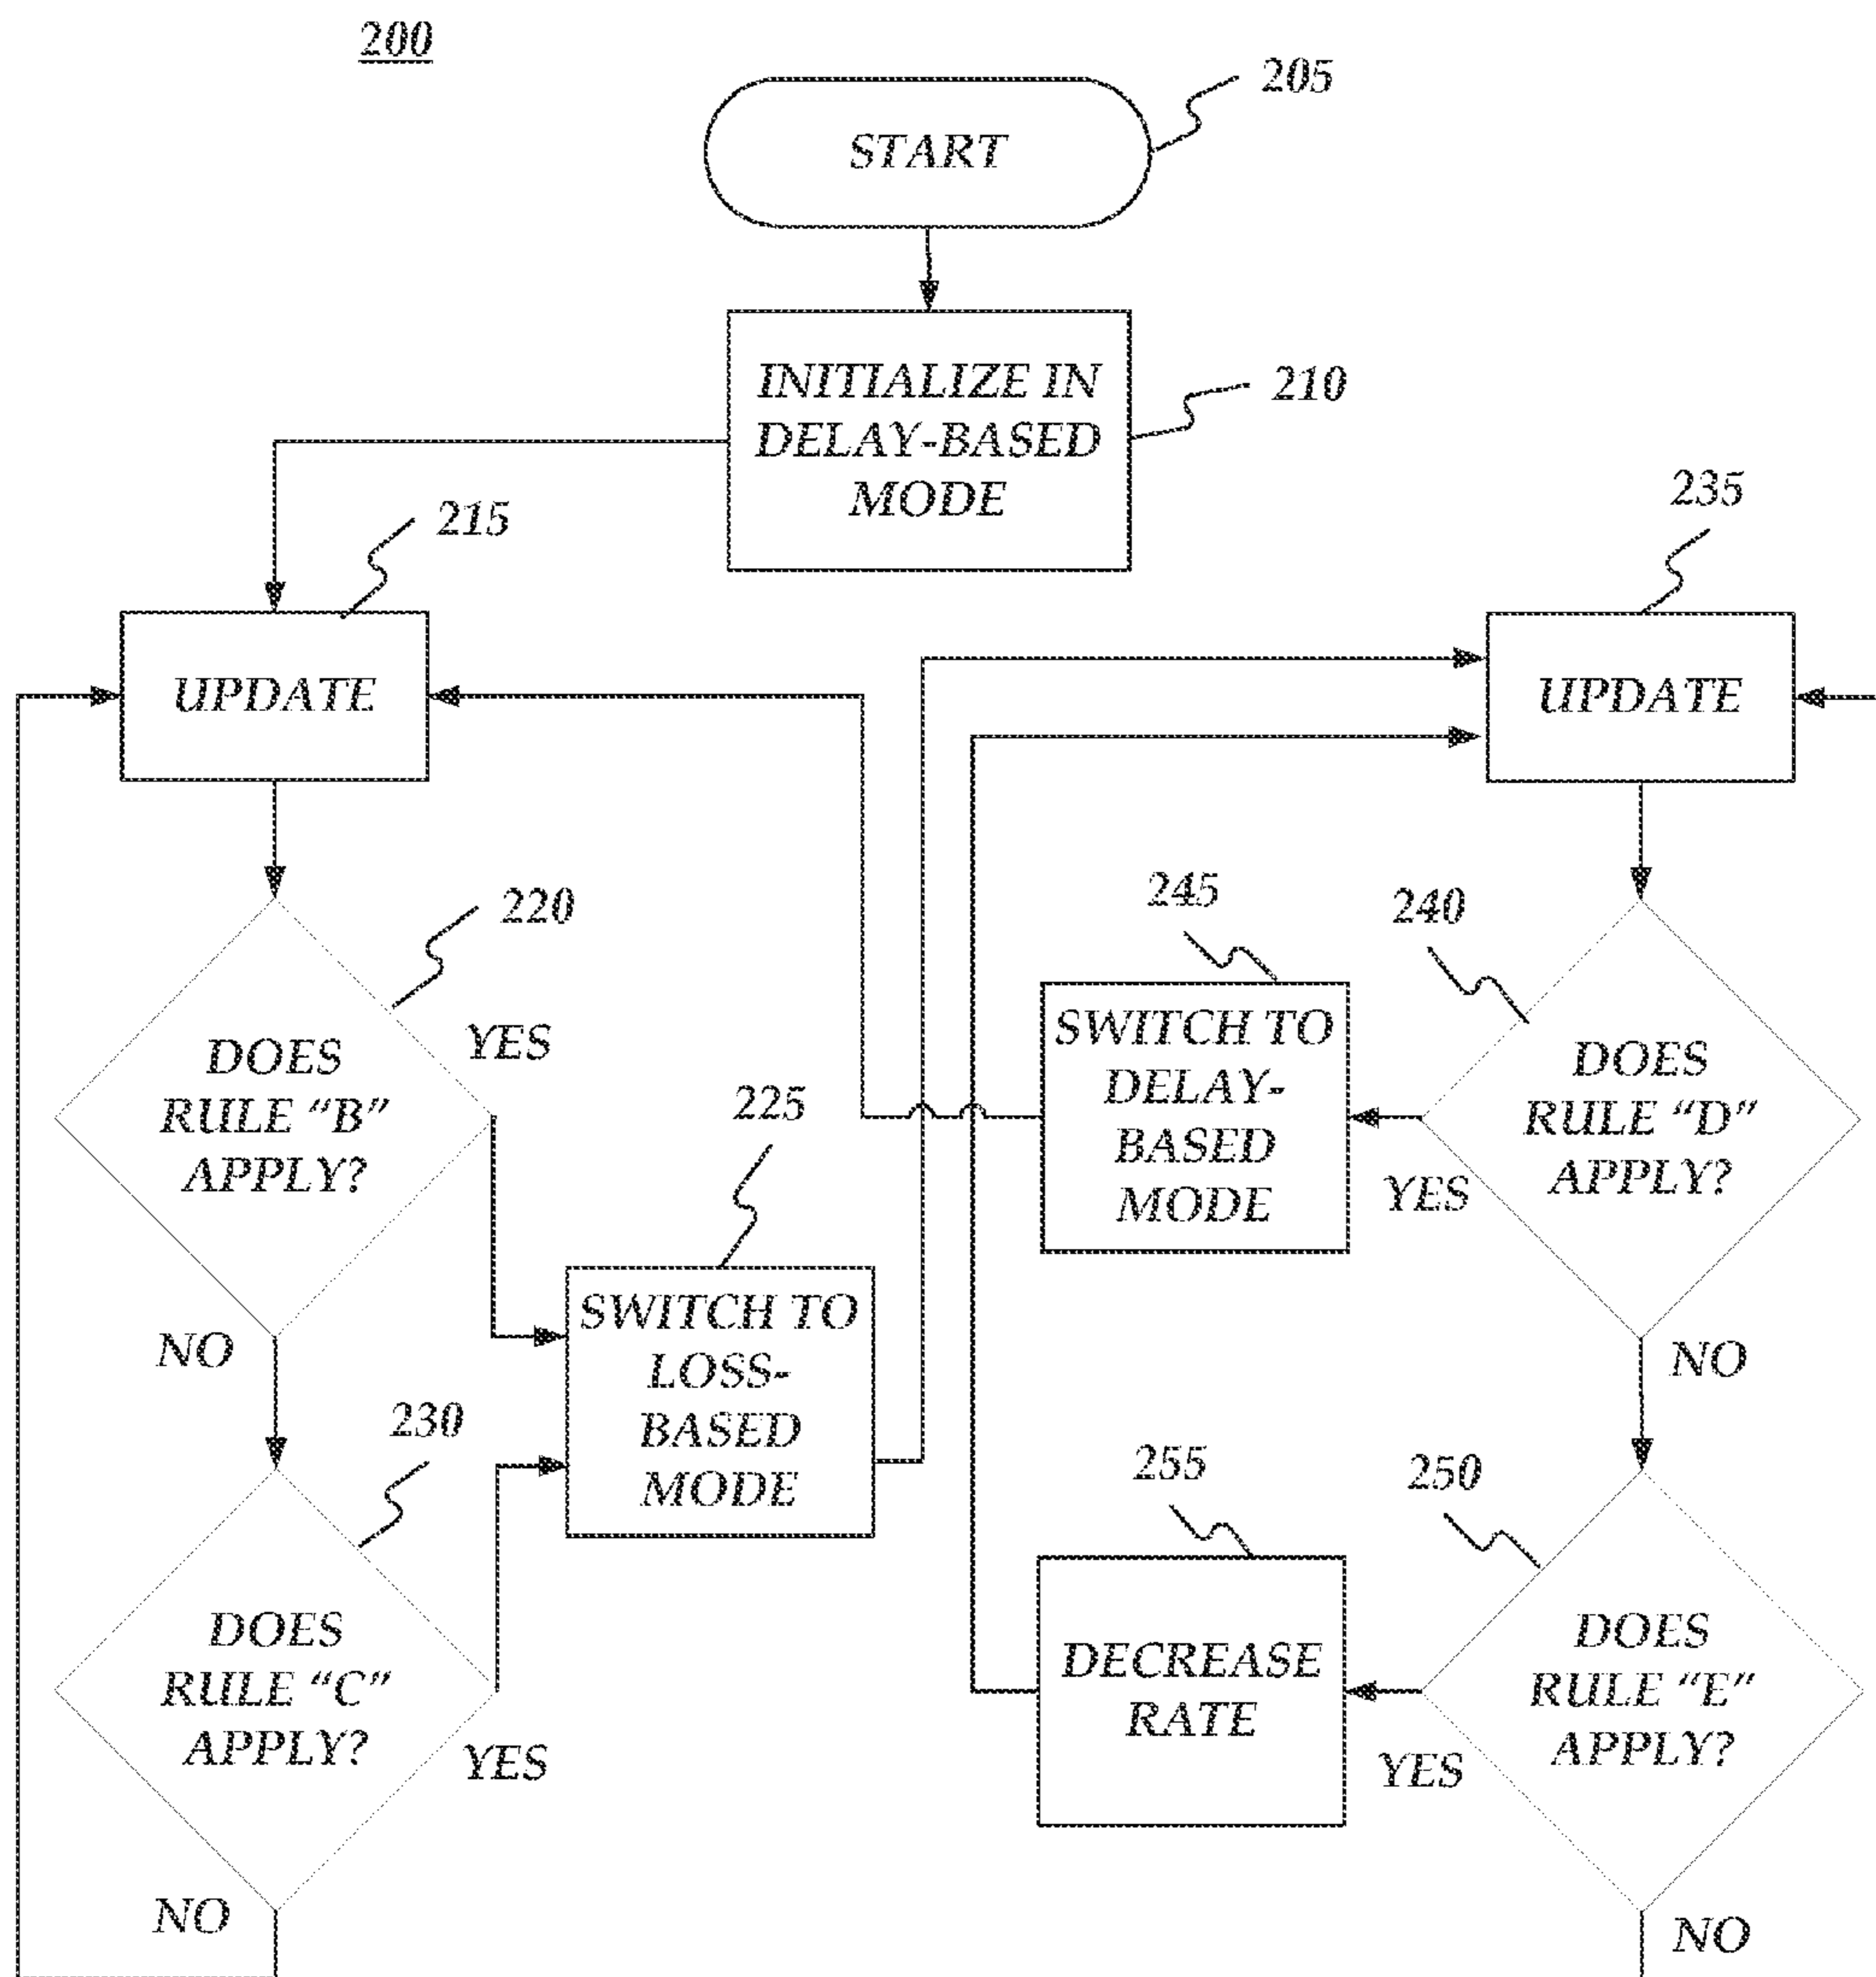 200
205
START
INITIALIZE IN
DELAY-BASED
MODE
210
215
UPDATE
235
UPDATE
220
DOES
RULE “B”
APPLY?
YES
NO
225
SWITCH TO
LOSS-
BASED
MODE
230
DOES
RULE “C”
APPLY?
YES
NO
245
SWITCH TO
DELAY-
BASED
MODE
240
DOES
RULE “D”
APPLY?
YES
NO
255
DECREASE
RATE
250
DOES
RULE “E”
APPLY?
YES
NO